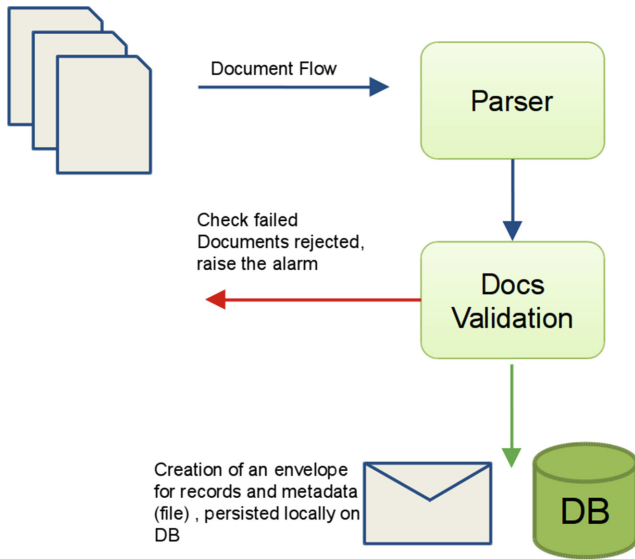 Document Flow
Parser
Check failed
Documents rejected,
raise the alarm
Docs
Validation
Creation of an envelope
for records and metadata
(file) , persisted locally on
DB
DB